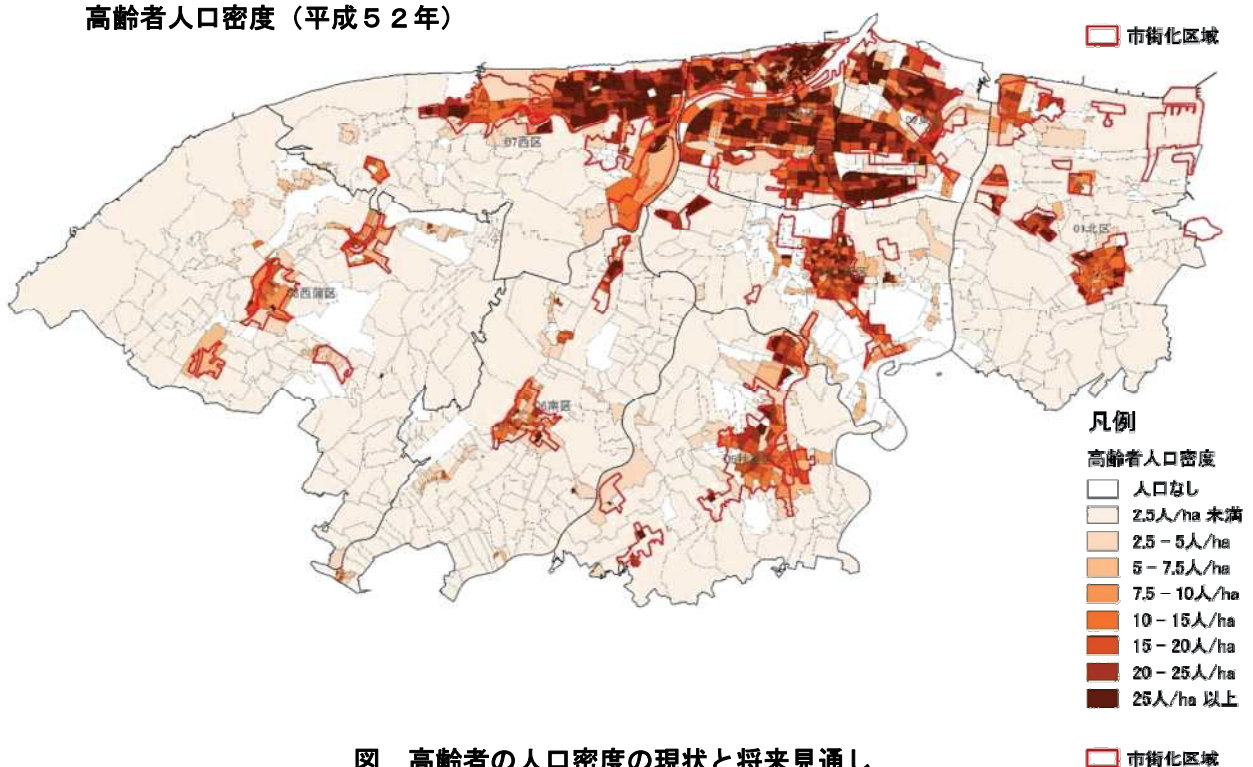 高齢者人口密度（平成５２年）
市街化区域
07西区
01北区
西蒲区
南区
凡例
高齢者人口密度
人口なし
2.5人/ha 未満
2.5－5人/ha
5－7.5人/ha
7.5－10人/ha
10－15人/ha
15－20人/ha
20－25人/ha
25人/ha 以上
図　高齢者の人口密度の現状と将来見通し
市街化区域